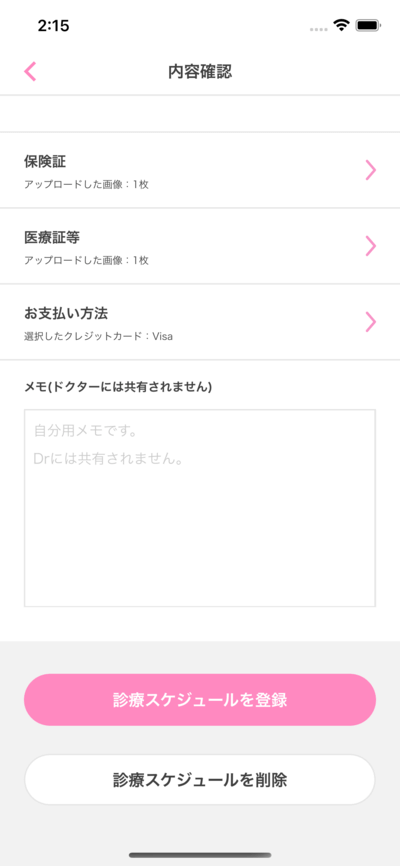 2:15
内容確認
保険証
アップロードした画像：1枚
医療証等
アップロードした画像：1枚
お支払い方法
選択したクレジットカード：Visa
メモ(ドクターには共有されません)
自分用メモです。
Drには共有されません。
診療スケジュールを登録
診療スケジュールを削除